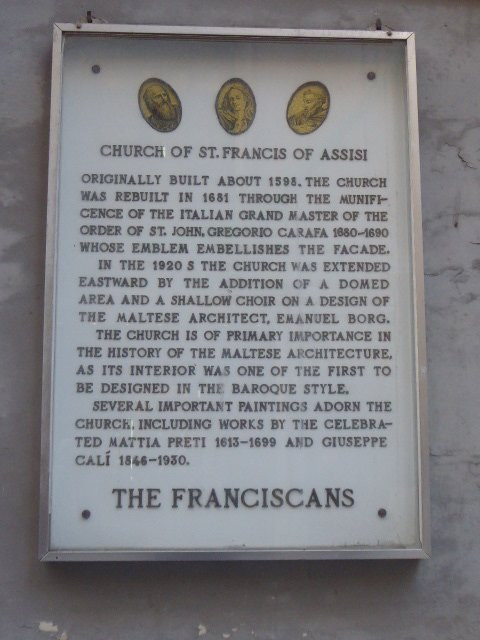 CHURCH OF ST.FRANCIS OF ASSISI
ORIGINALLY BUILT ABOUT 1598. THE CHURCH
WAS REBUILT IN 1681 THROUGH THE MUNIFI-
CENCE OF THE ITALIAN GRAND MASTER OF THE
ORDER OF ST. JOHN, GREGORIO CARAFA 1680-1690
WHOSE EMBLEM EMBELLISHES THE FACADE.
IN THE 1920 S THE CHURCH WAS EXTENDED
EASTWARD BY THE ADDITION OF A DOMED
AREA AND A SHALLOW CHOIR ON A DESIGN OF
THE MALTESE ARCHITECT, EMANUEL BORG.
THE CHURCH IS OF PRIMARY IMPORTANCE IN
THE HISTORY OF THE MALTESE ARCHITECTURE,
AS ITS INTERIOR WAS ONE OF THE FIRST TO
BE DESIGNED IN THE BAROQUE STYLE.
SEVERAL IMPORTANT PAINTINGS ADORN THE
CHURCH, INCLUDING WORKS BY THE CELEBRA-
TED MATTIA PRETI 1613-1699 AND GIUSEPPE
CALÍ 1846-1930.
THE FRANCISCANS